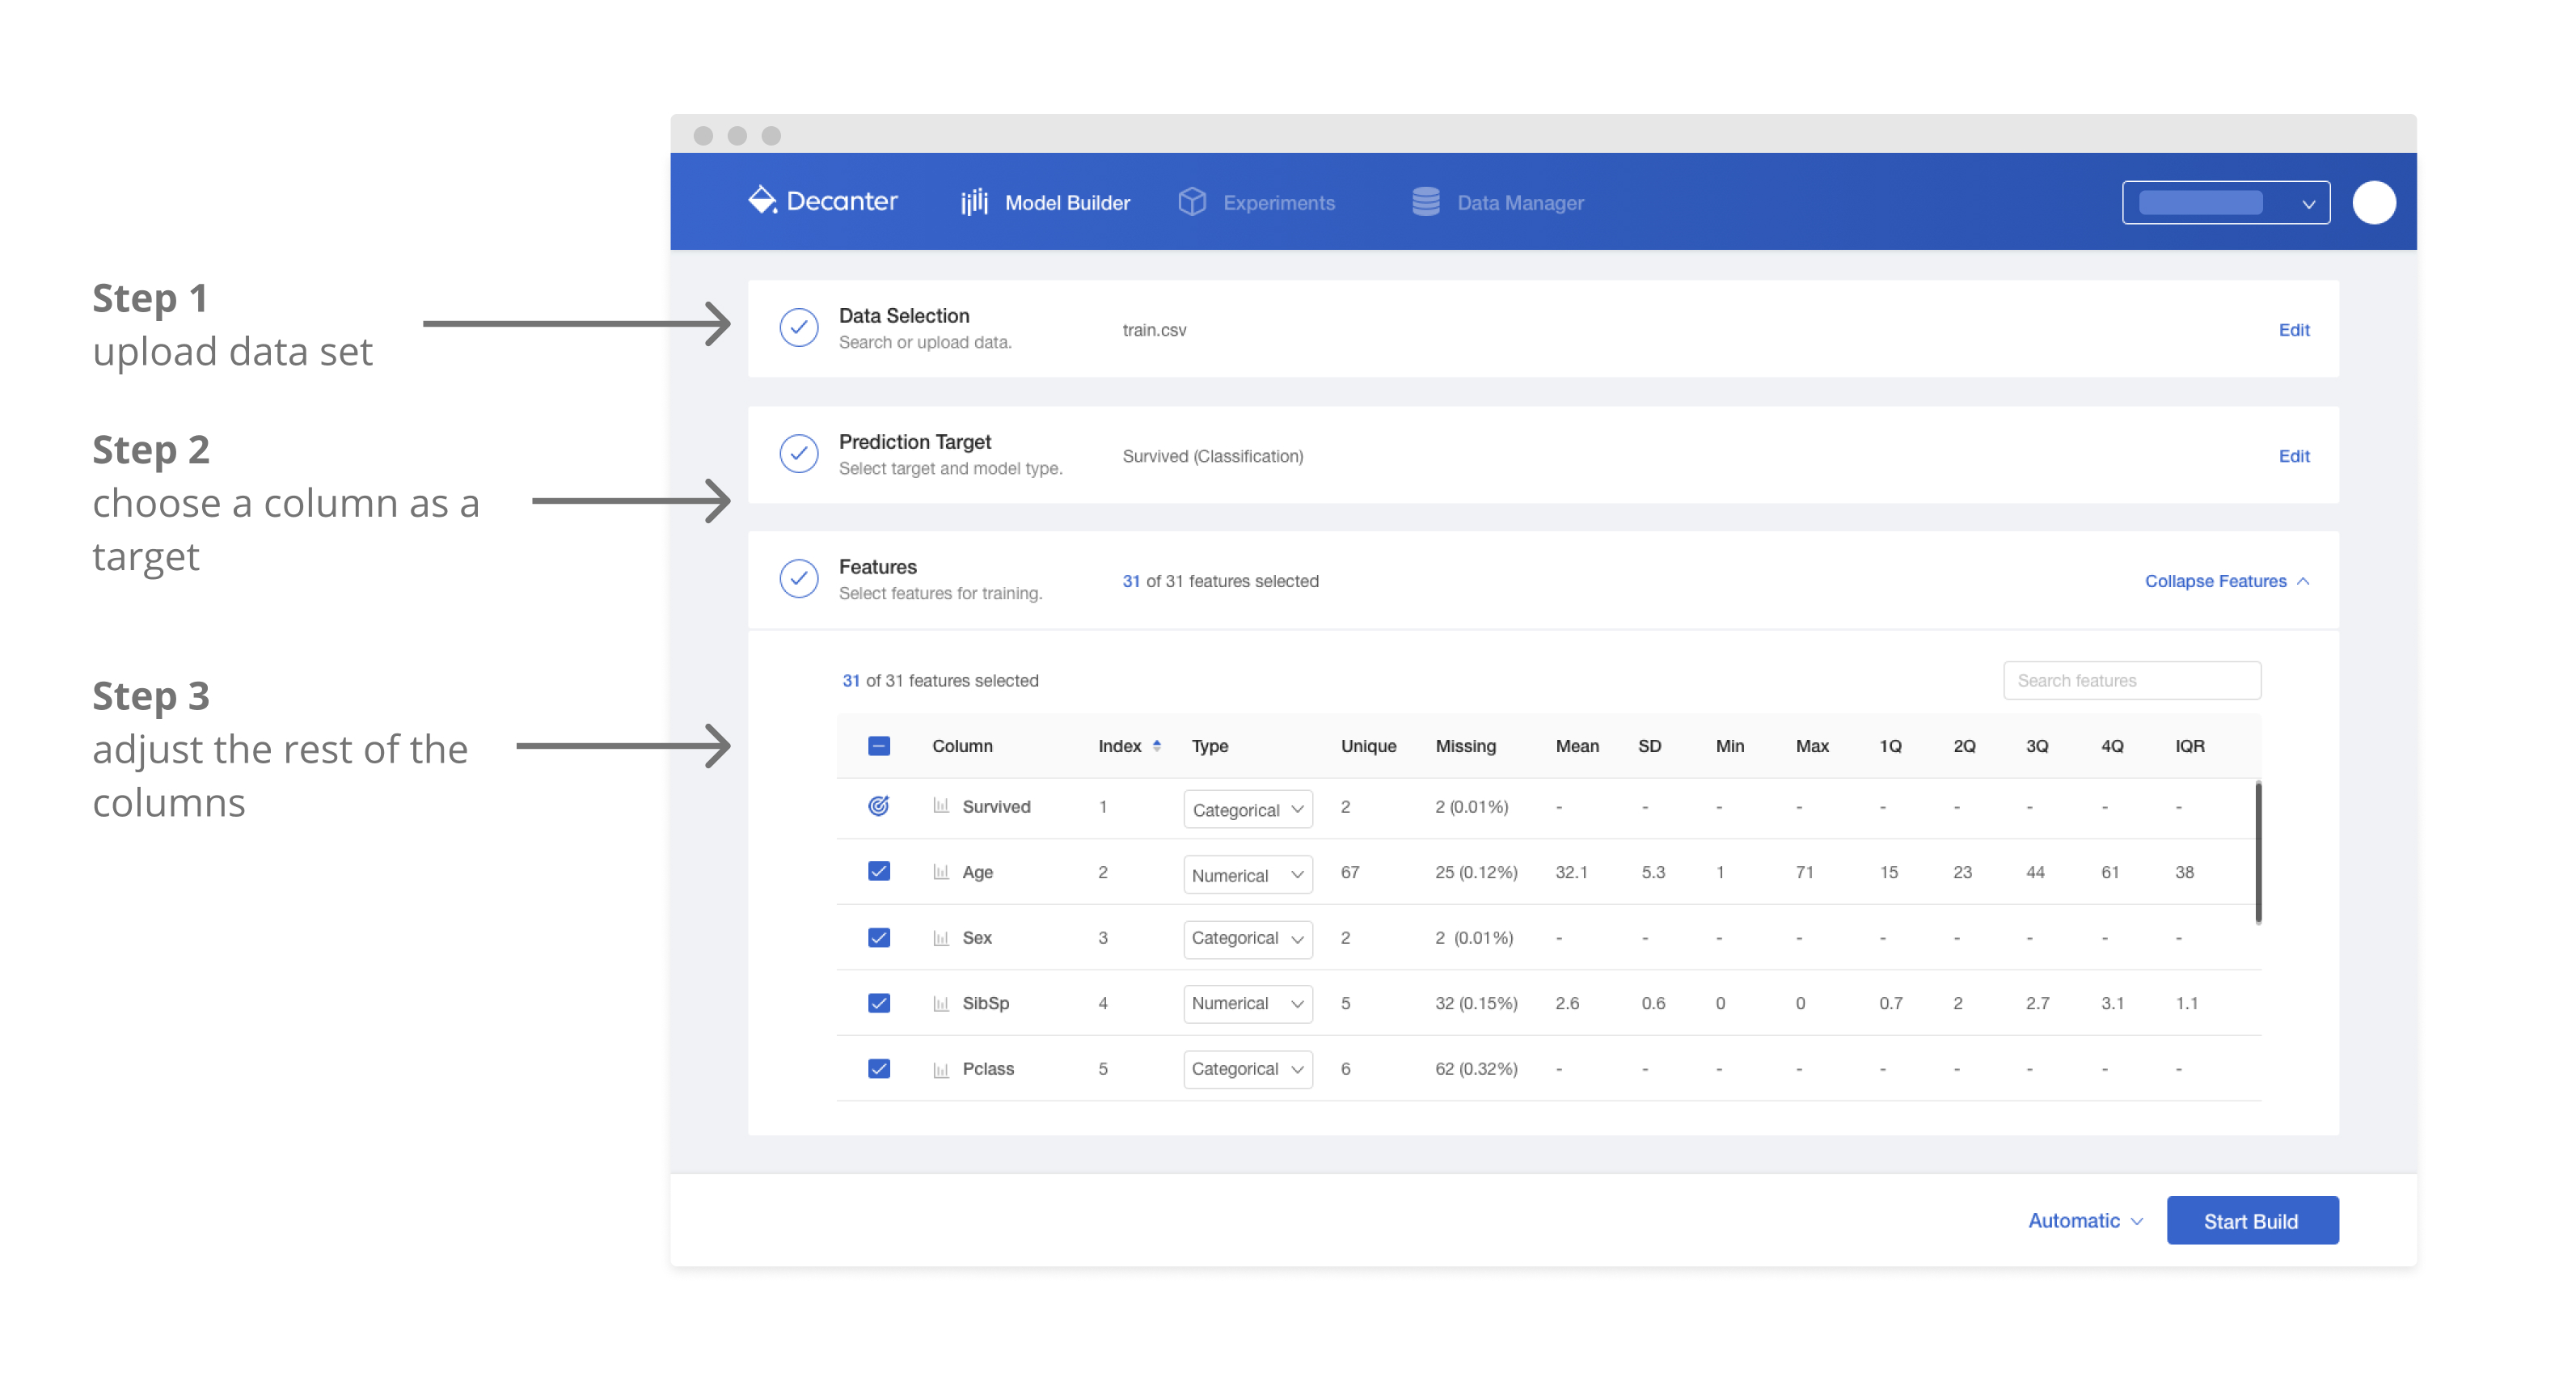 Decanter Model Builder Experiments Data Manager
Step 1
upload data set
Data Selection
Search or upload data.
train.csv
Edit
Step 2
choose a column as a
target
Prediction Target
Select target and model type.
Survived (Classification)
Edit
Features
Select features for training.
31 of 31 features selected
Collapse Features
Step 3
adjust the rest of the
columns
31 of 31 features selected
Search features
Column Index Type Unique Missing Mean SD Min Max 1Q 2Q 3Q 4Q IQR
Survived 1 Categorical 2 2 (0.01%) - - - - - - - - -
Age 2 Numerical 67 25 (0.12%) 32.1 5.3 1 71 15 23 44 61 38
Sex 3 Categorical 2 2 (0.01%) - - - - - - - - -
SibSp 4 Numerical 5 32 (0.15%) 2.6 0.6 0 0 0.7 2 2.7 3.1 1.1
Pclass 5 Categorical 6 62 (0.32%) - - - - - - - - -
Automatic Start Build